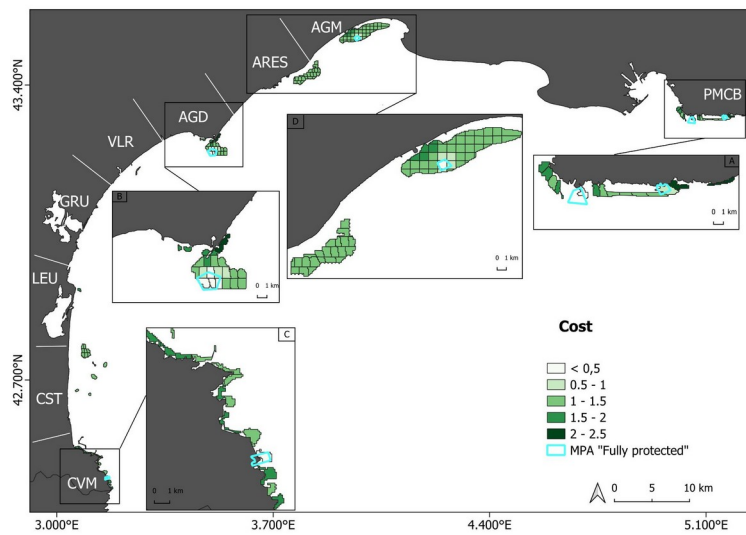 AGM
ARES
43.400°N
PMCB
AGD
VLR
D
A
0 1 km
GRU
B
0 1 km
0 1 km
LEU
C
Cost
< 0,5
0.5 - 1
1 - 1.5
1.5 - 2
2 - 2.5
MPA "Fully protected"
42.700°N
CST
CVM
0 1 km
0 5 10 km
3.000°E
3.700°E
4.400°E
5.100°E